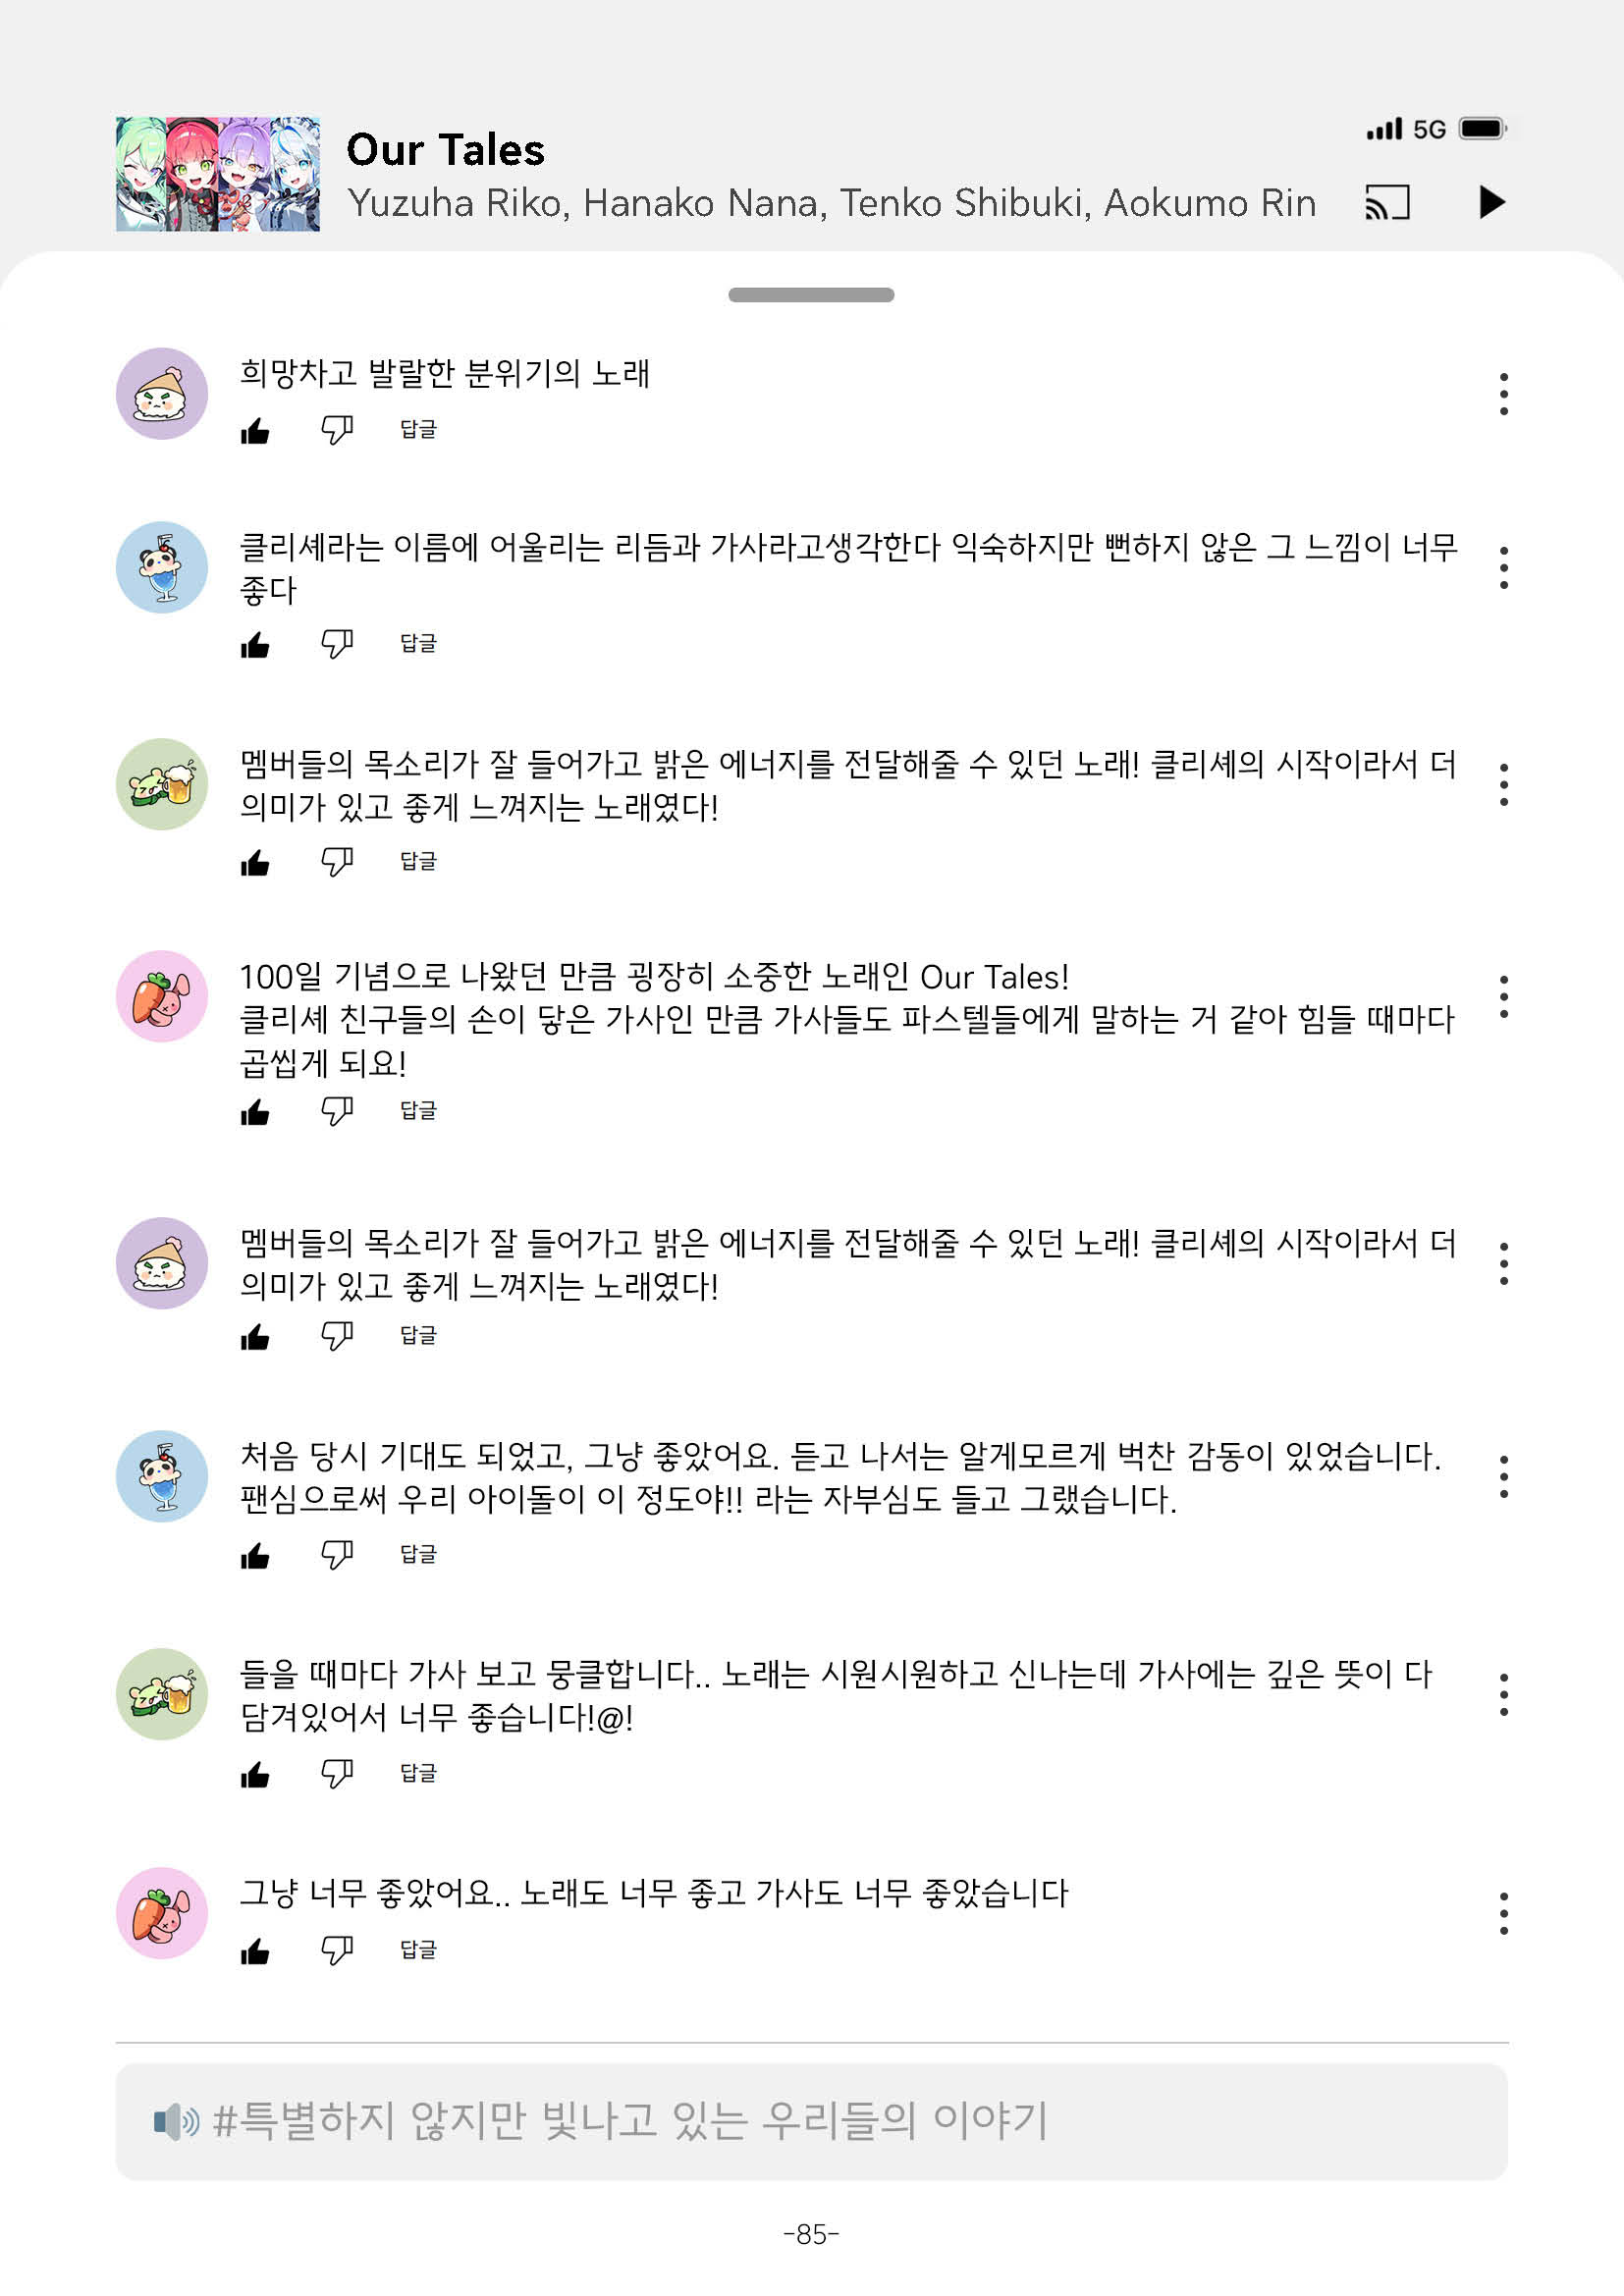 Our Tales
5G
Yuzuha Riko, Hanako Nana, Tenko Shibuki, Aokumo Rin
희망차고 발랄한 분위기의 노래
답글
클리셰라는 이름에 어울리는 리듬과 가사라고생각한다 익숙하지만 뻔하지 않은 그 느낌이 너무
좋다
답글
멤버들의 목소리가 잘 들어가고 밝은 에너지를 전달해줄 수 있던 노래! 클리셰의 시작이라서 더
의미가 있고 좋게 느껴지는 노래였다!
답글
100일 기념으로 나왔던 만큼 굉장히 소중한 노래인 Our Tales!
클리셰 친구들의 손이 닿은 가사인 만큼 가사들도 파스텔들에게 말하는 거 같아 힘들 때마다
곱씹게 되요!
답글
멤버들의 목소리가 잘 들어가고 밝은 에너지를 전달해줄 수 있던 노래! 클리셰의 시작이라서 더
의미가 있고 좋게 느껴지는 노래였다!
답글
처음 당시 기대도 되었고, 그냥 좋았어요. 듣고 나서는 알게모르게 벅찬 감동이 있었습니다.
팬심으로써 우리 아이돌이 이 정도야!! 라는 자부심도 들고 그랬습니다.
답글
들을 때마다 가사 보고 뭉클합니다.. 노래는 시원시원하고 신나는데 가사에는 깊은 뜻이 다
담겨있어서 너무 좋습니다!@!
답글
그냥 너무 좋았어요.. 노래도 너무 좋고 가사도 너무 좋았습니다
답글
#특별하지 않지만 빛나고 있는 우리들의 이야기
-85-